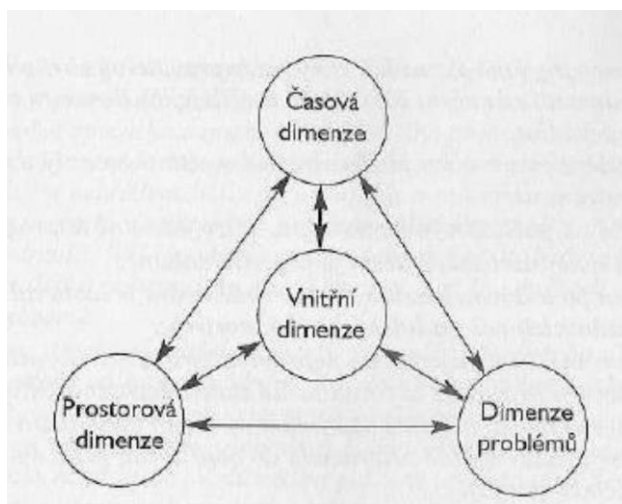 Časová
dimenze
Vnitřní
dimenze
Prostorová
dimenze
Dimenze
problémů